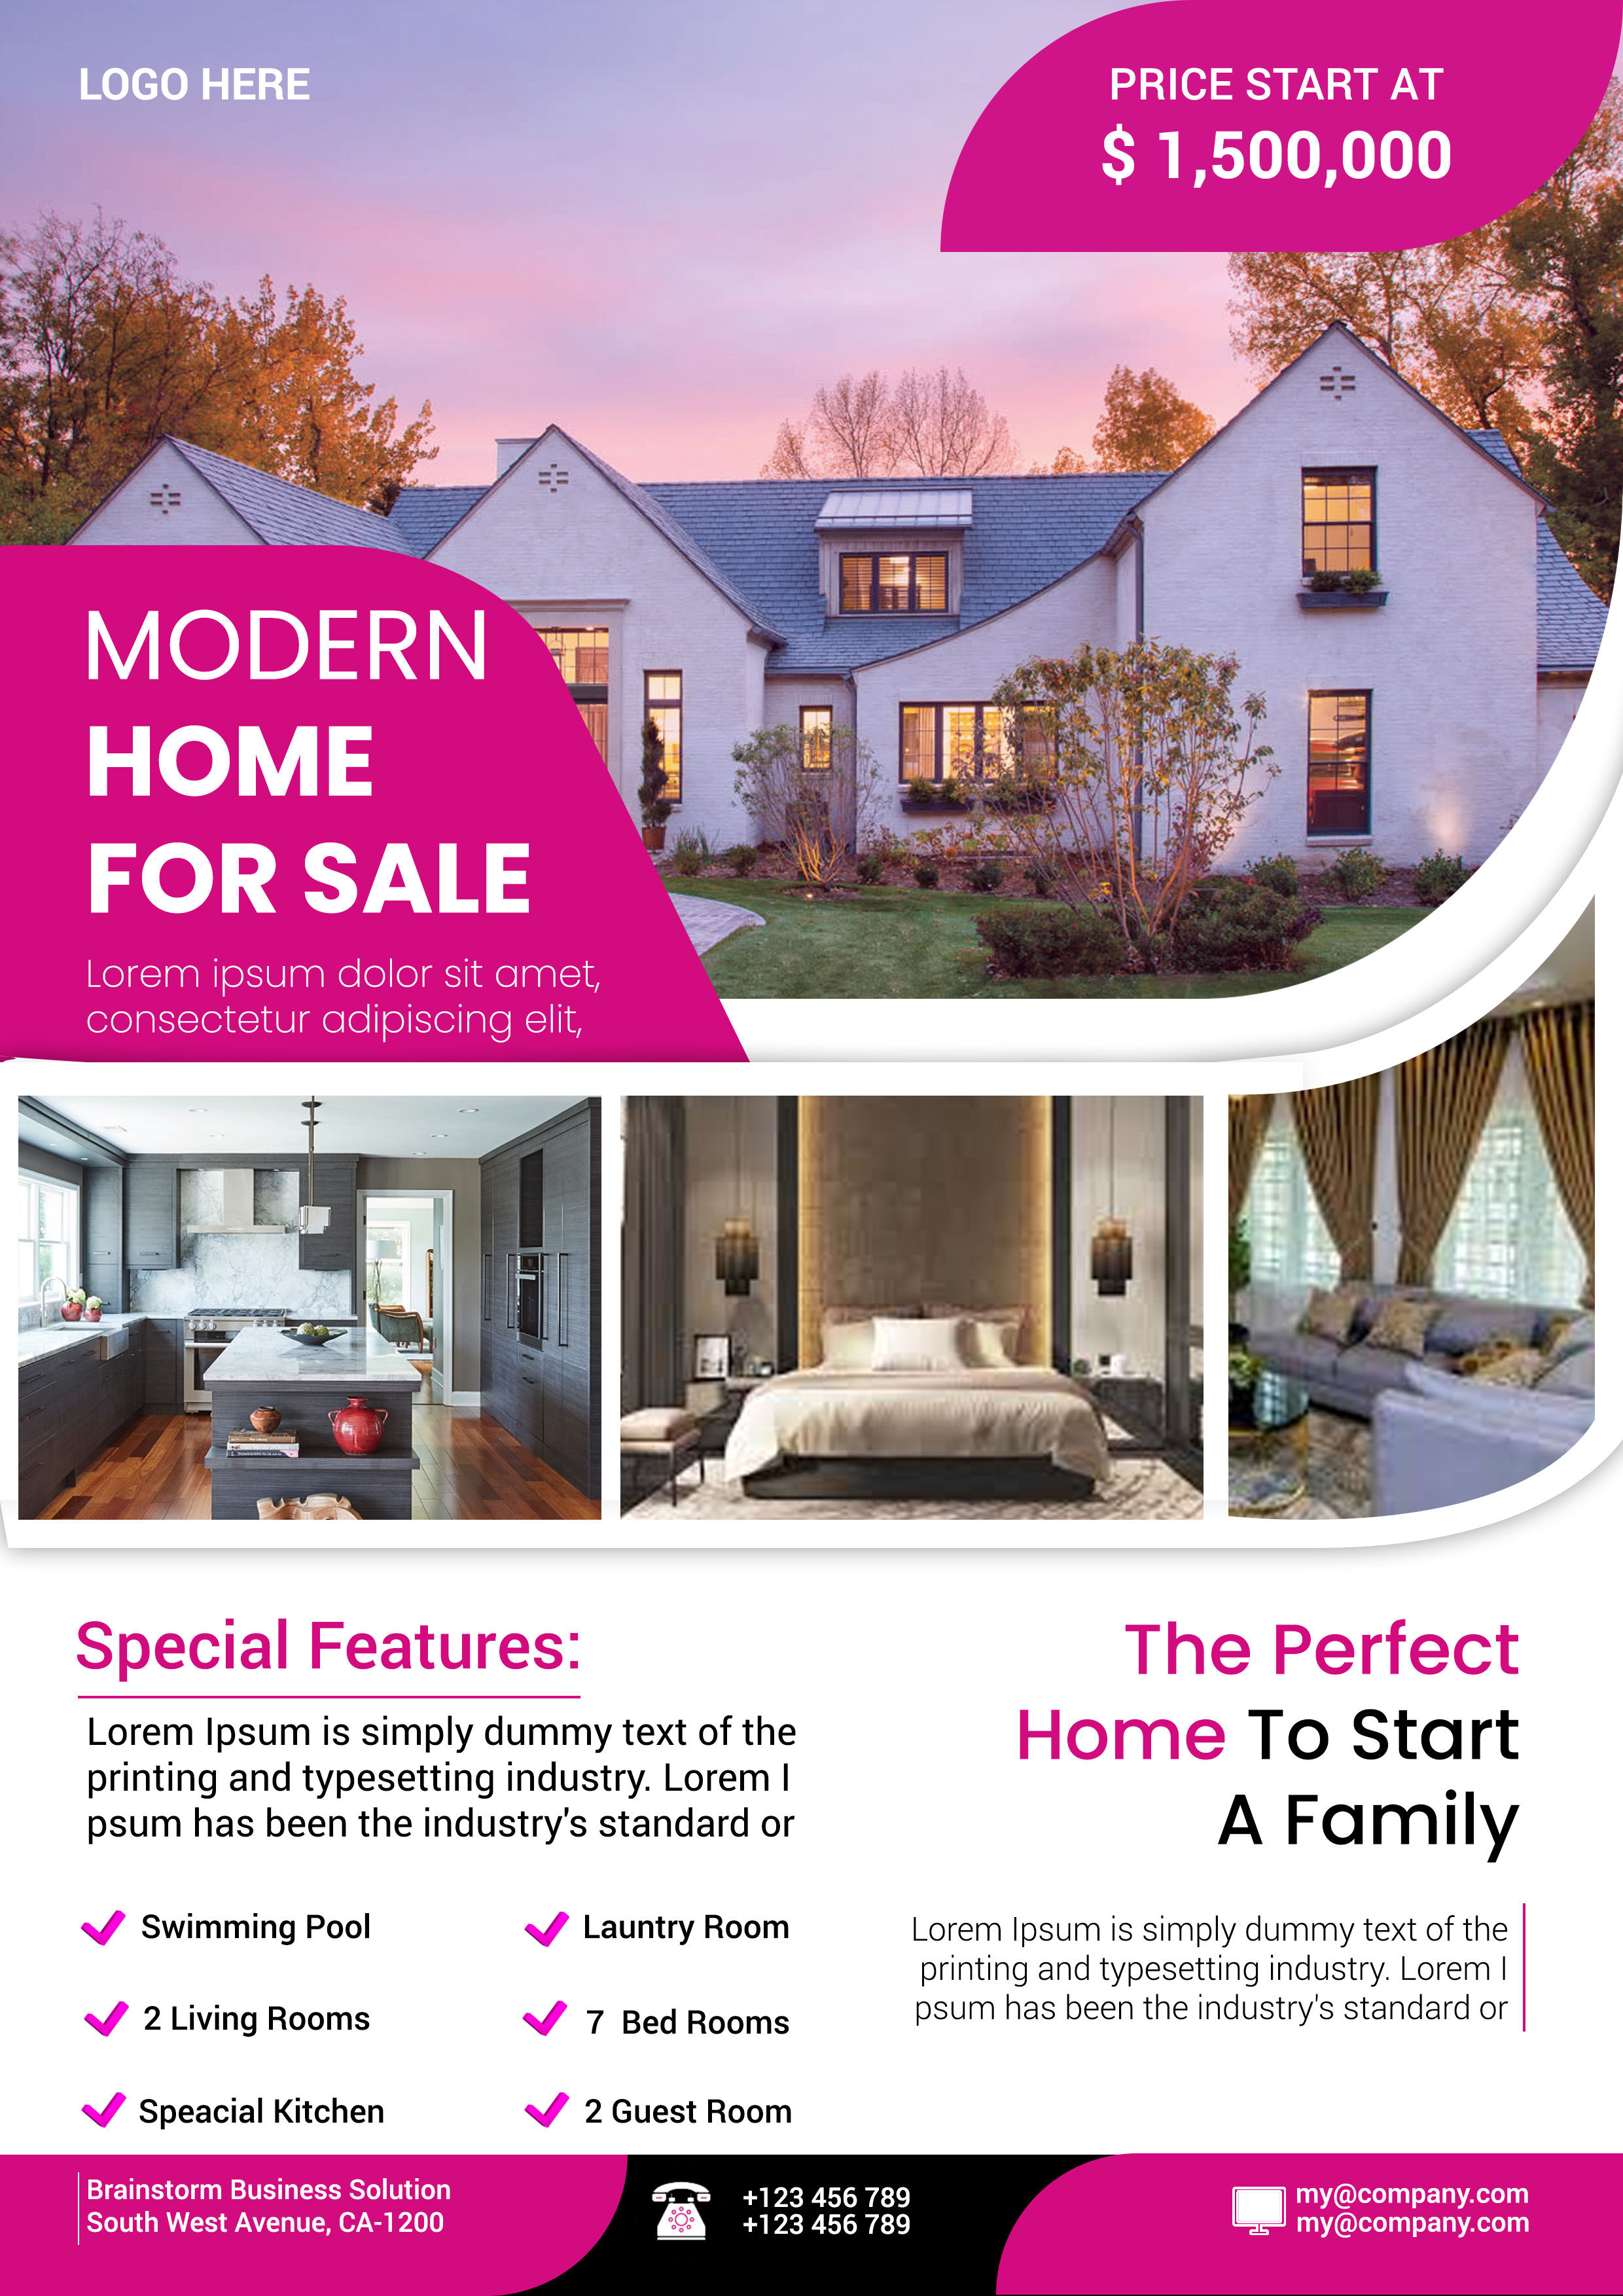 LOGO HERE
PRICE START AT
$ 1,500,000
MODERN
HOME
FOR SALE
Lorem ipsum dolor sit amet,
consectetur adipiscing elit,
Special Features:
Lorem Ipsum is simply dummy text of the
printing and typesetting industry. Lorem I
psum has been the industry's standard or
Swimming Pool
Launtry Room
2 Living Rooms
7 Bed Rooms
Speacial Kitchen
2 Guest Room
The Perfect
Home To Start
A Family
Lorem Ipsum is simply dummy text of the
printing and typesetting industry. Lorem I
psum has been the industry's standard or
Brainstorm Business Solution
South West Avenue, CA-1200
+123 456 789
+123 456 789
my@company.com
my@company.com